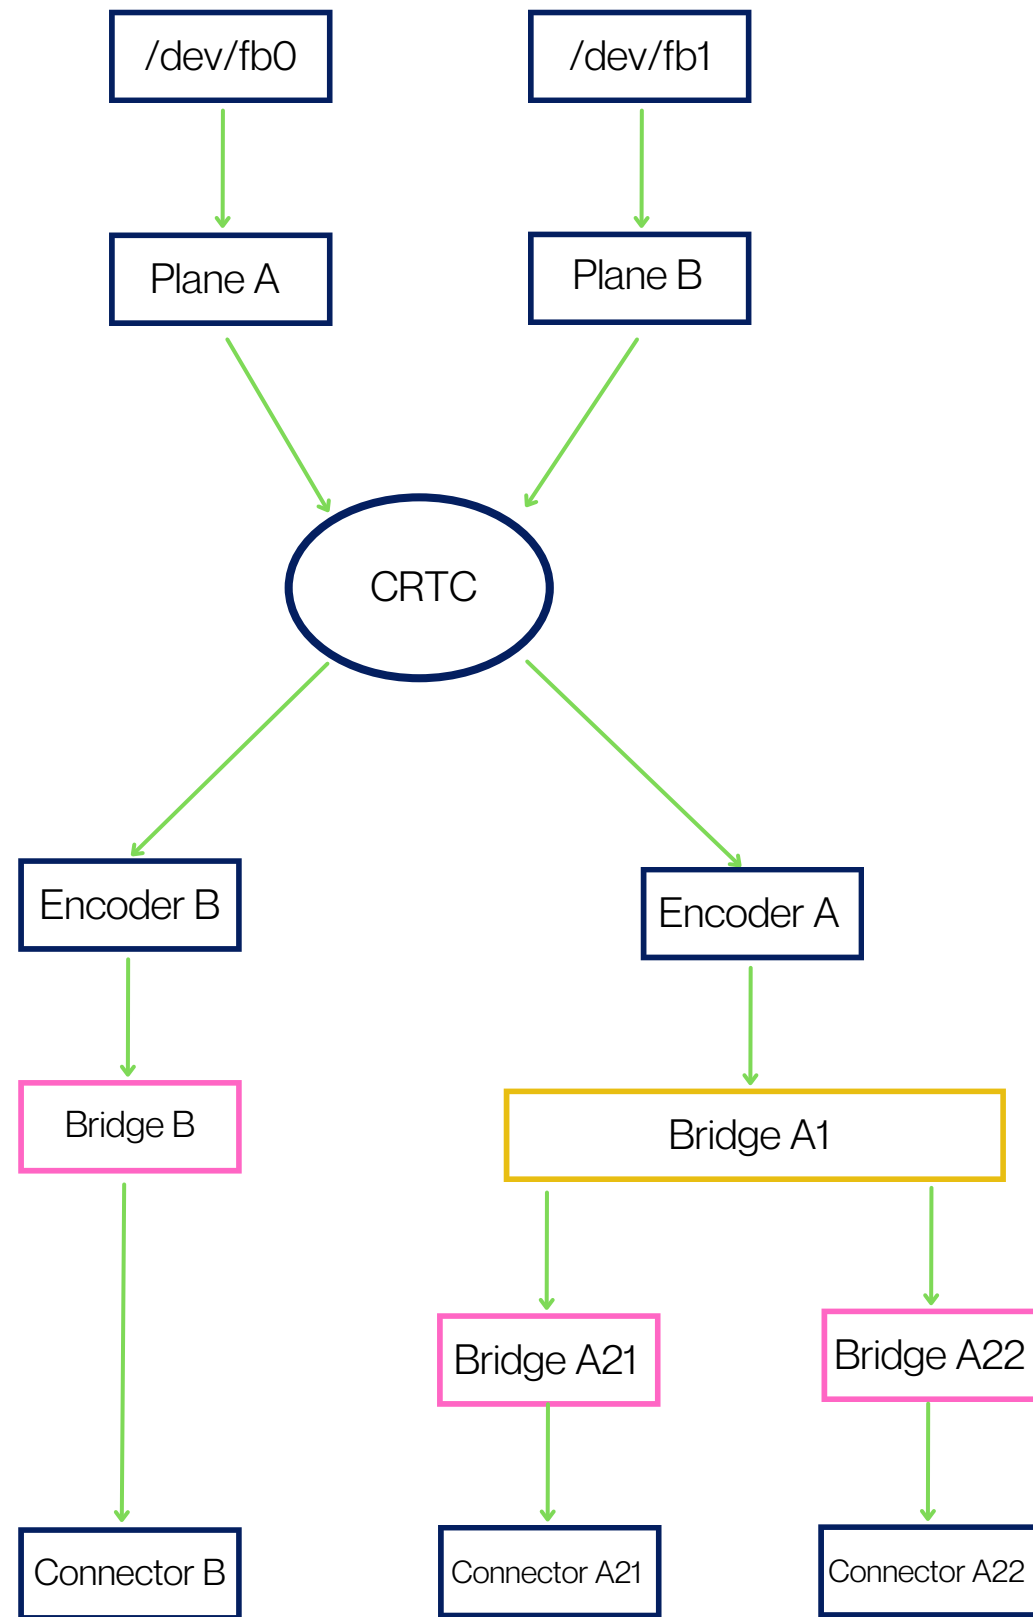 /dev/fb0
/dev/fb1
Plane A
Plane B
CRTC
Encoder B
Encoder A
Bridge B
Bridge A1
Bridge A21
Bridge A22
Connector B
Connector A21
Connector A22